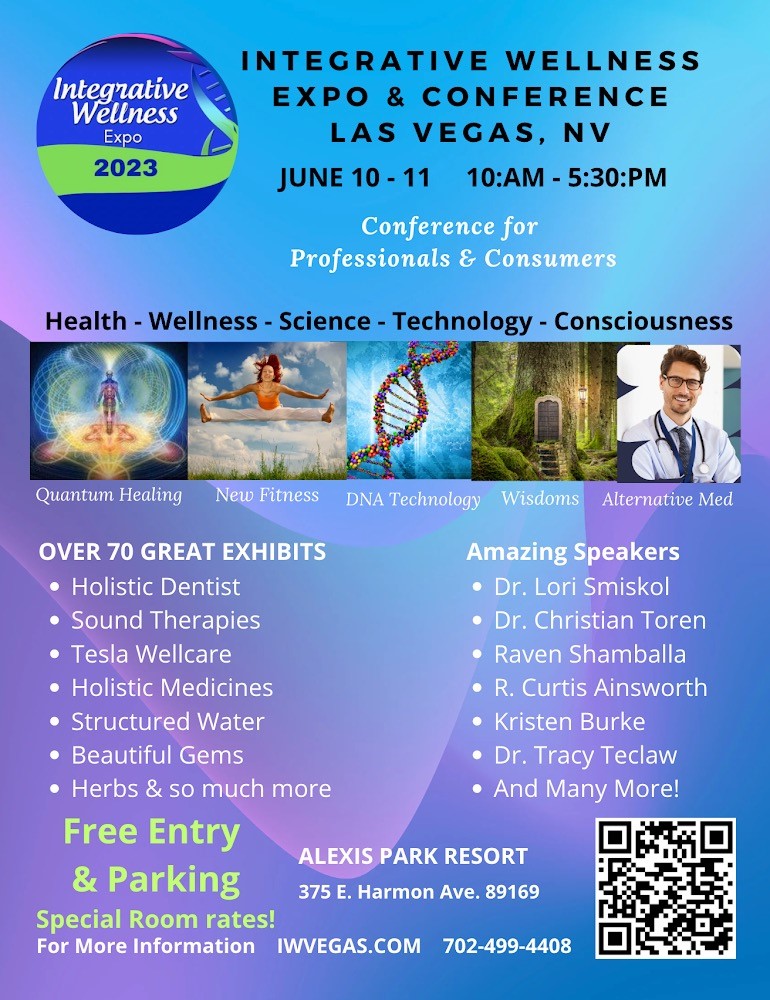 Integrative
Wellness
Expo
2023
INTEGRATIVE WELLNESS
EXPO & CONFERENCE
LAS VEGAS, NV
JUNE 10 - 11 10:AM - 5:30:PM
Conference for
Professionals & Consumers
Health - Wellness - Science - Technology - Consciousness
Quantum Healing New Fitness DNA Technology Wisdoms Alternative Med
OVER 70 GREAT EXHIBITS
• Holistic Dentist
• Sound Therapies
• Tesla Wellcare
• Holistic Medicines
• Structured Water
• Beautiful Gems
• Herbs & so much more
Amazing Speakers
• Dr. Lori Smiskol
• Dr. Christian Toren
• Raven Shamballa
• R. Curtis Ainsworth
• Kristen Burke
• Dr. Tracy Teclaw
• And Many More!
Free Entry
& Parking
Special Room rates!
ALEXIS PARK RESORT
375 E. Harmon Ave. 89169
For More Information IWVEGAS.COM 702-499-4408